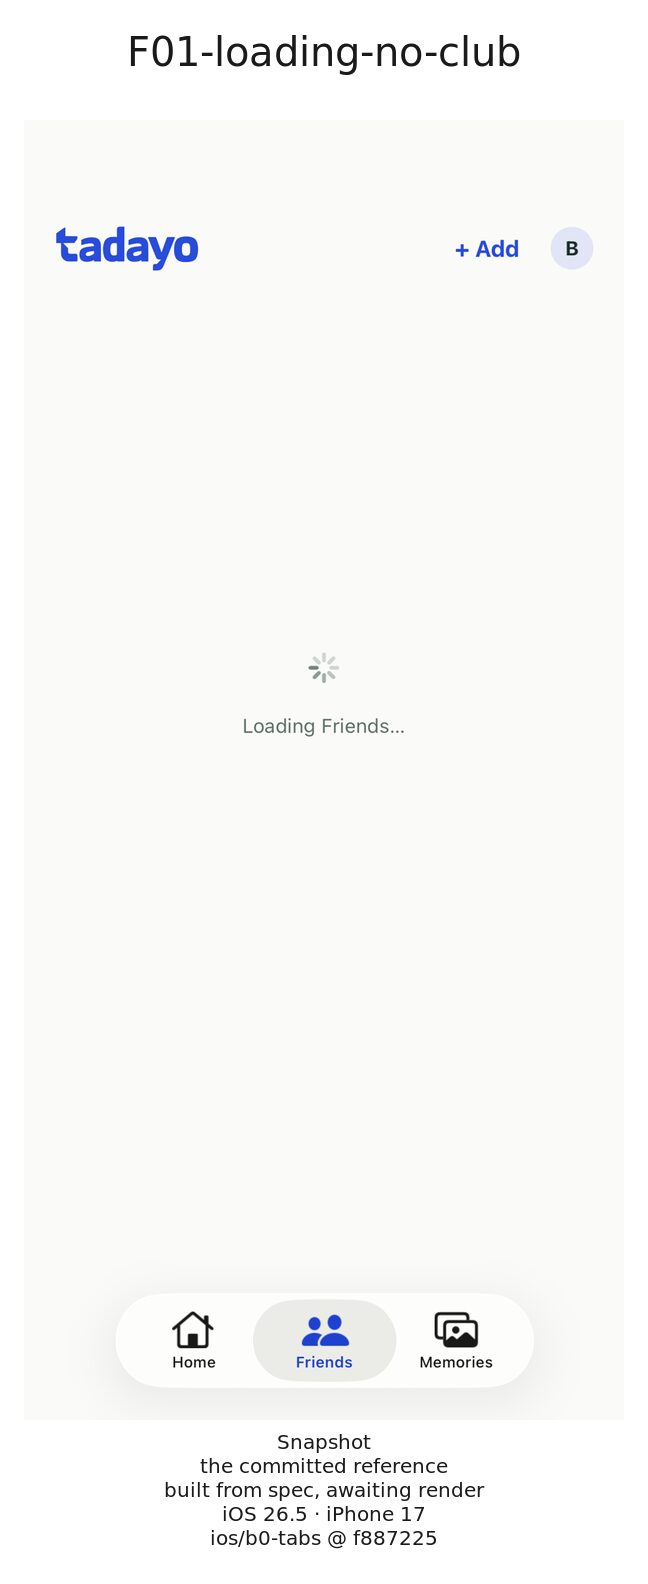 F01-loading-no-club
tadayo
+ Add
B
Loading Friends...
Home
Friends
Memories
Snapshot
the committed reference
built from spec, awaiting render
iOS 26.5 · iPhone 17
ios/b0-tabs @ f887225